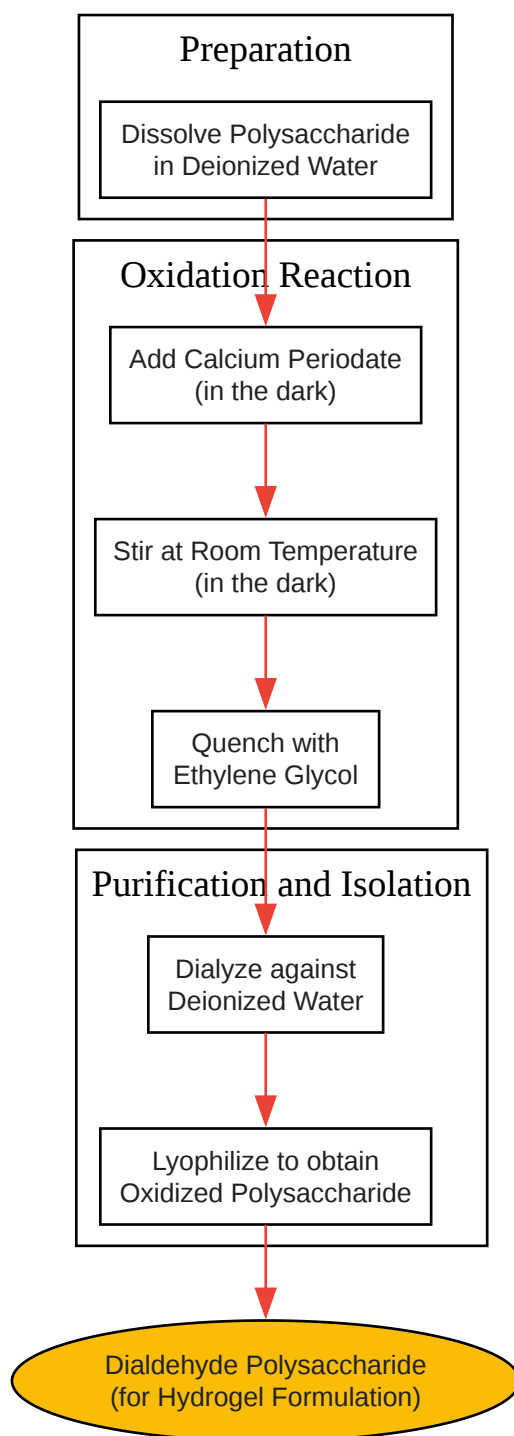 Preparation
Dissolve Polysaccharide
in Deionized Water
Oxidation Reaction
Add Calcium Periodate
(in the dark)
Stir at Room Temperature
(in the dark)
Quench with
Ethylene Glycol
Purification and Isolation
Dialyze against
Deionized Water
Lyophilize to obtain
Oxidized Polysaccharide
Dialdehyde Polysaccharide
(for Hydrogel Formulation)